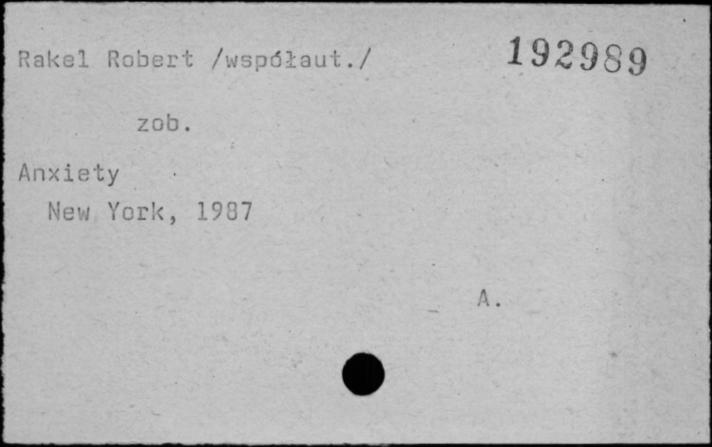 Rakel Robert /współaut./ 192989
zob.
Anxiety
New York, 1987
A.